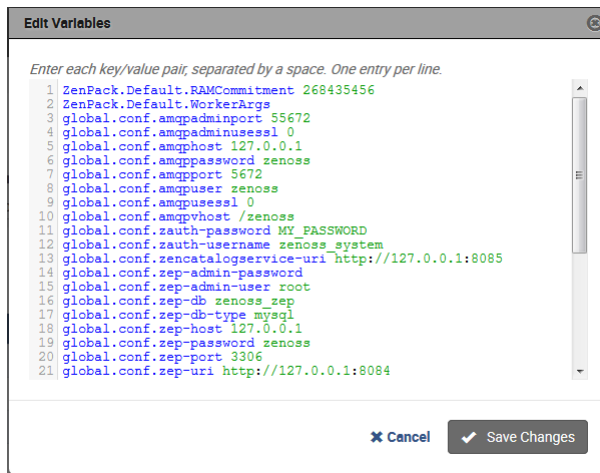 Edit Variables
Enter each key/value pair, separated by a space. One entry per line.
1 ZenPack.Default.RAMCommitment 268435456
2 ZenPack.Default.WorkerArgs
3 global.conf.amqpadminport 55672
4 global.conf.amqpadminusessl 0
5 global.conf.amqphost 127.0.0.1
6 global.conf.amqppassword zenoss
7 global.conf.amqpport 5672
8 global.conf.amqpuser zenoss
9 global.conf.amqpusessl 0
10 global.conf.amqpvhost /zenoss
11 global.conf.zauth-password MY_PASSWORD
12 global.conf.zauth-username zenoss_system
13 global.conf.zencatalogservice-uri http://127.0.0.1:8085
14 global.conf.zep-admin-password
15 global.conf.zep-admin-user root
16 global.conf.zep-db zenoss_zep
17 global.conf.zep-db-type mysql
18 global.conf.zep-host 127.0.0.1
19 global.conf.zep-password zenoss
20 global.conf.zep-port 3306
21 global.conf.zep-uri http://127.0.0.1:8084
Cancel Save Changes